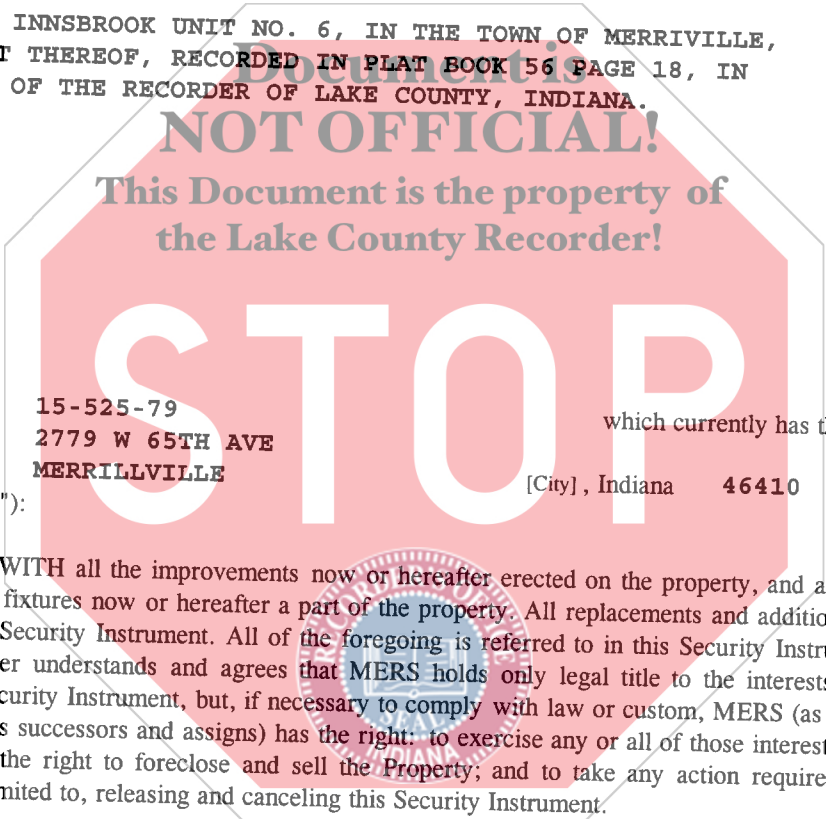 INNSBROOK UNIT NO. 6, IN THE TOWN OF MERRIVILLE,
T THEREOF, RECORDED IN PLAT BOOK 56 PAGE 18, IN
OF THE RECORDER OF LAKE COUNTY, INDIANA.
Document is
NOT OFFICIAL!
This Document is the property of
the Lake County Recorder!
STOP
15-525-79
which currently has th
2779 W 65TH AVE
MERRILLVILLE
[City] , Indiana 46410
"):
WITH all the improvements now or hereafter erected on the property, and a
fixtures now or hereafter a part of the property. All replacements and additio
Security Instrument. All of the foregoing is referred to in this Security Instru
er understands and agrees that MERS holds only legal title to the interests
curity Instrument, but, if necessary to comply with law or custom, MERS (as
s successors and assigns) has the right: to exercise any or all of those interest
the right to foreclose and sell the Property; and to take any action require
mited to, releasing and canceling this Security Instrument.
SEAL
INDIANA